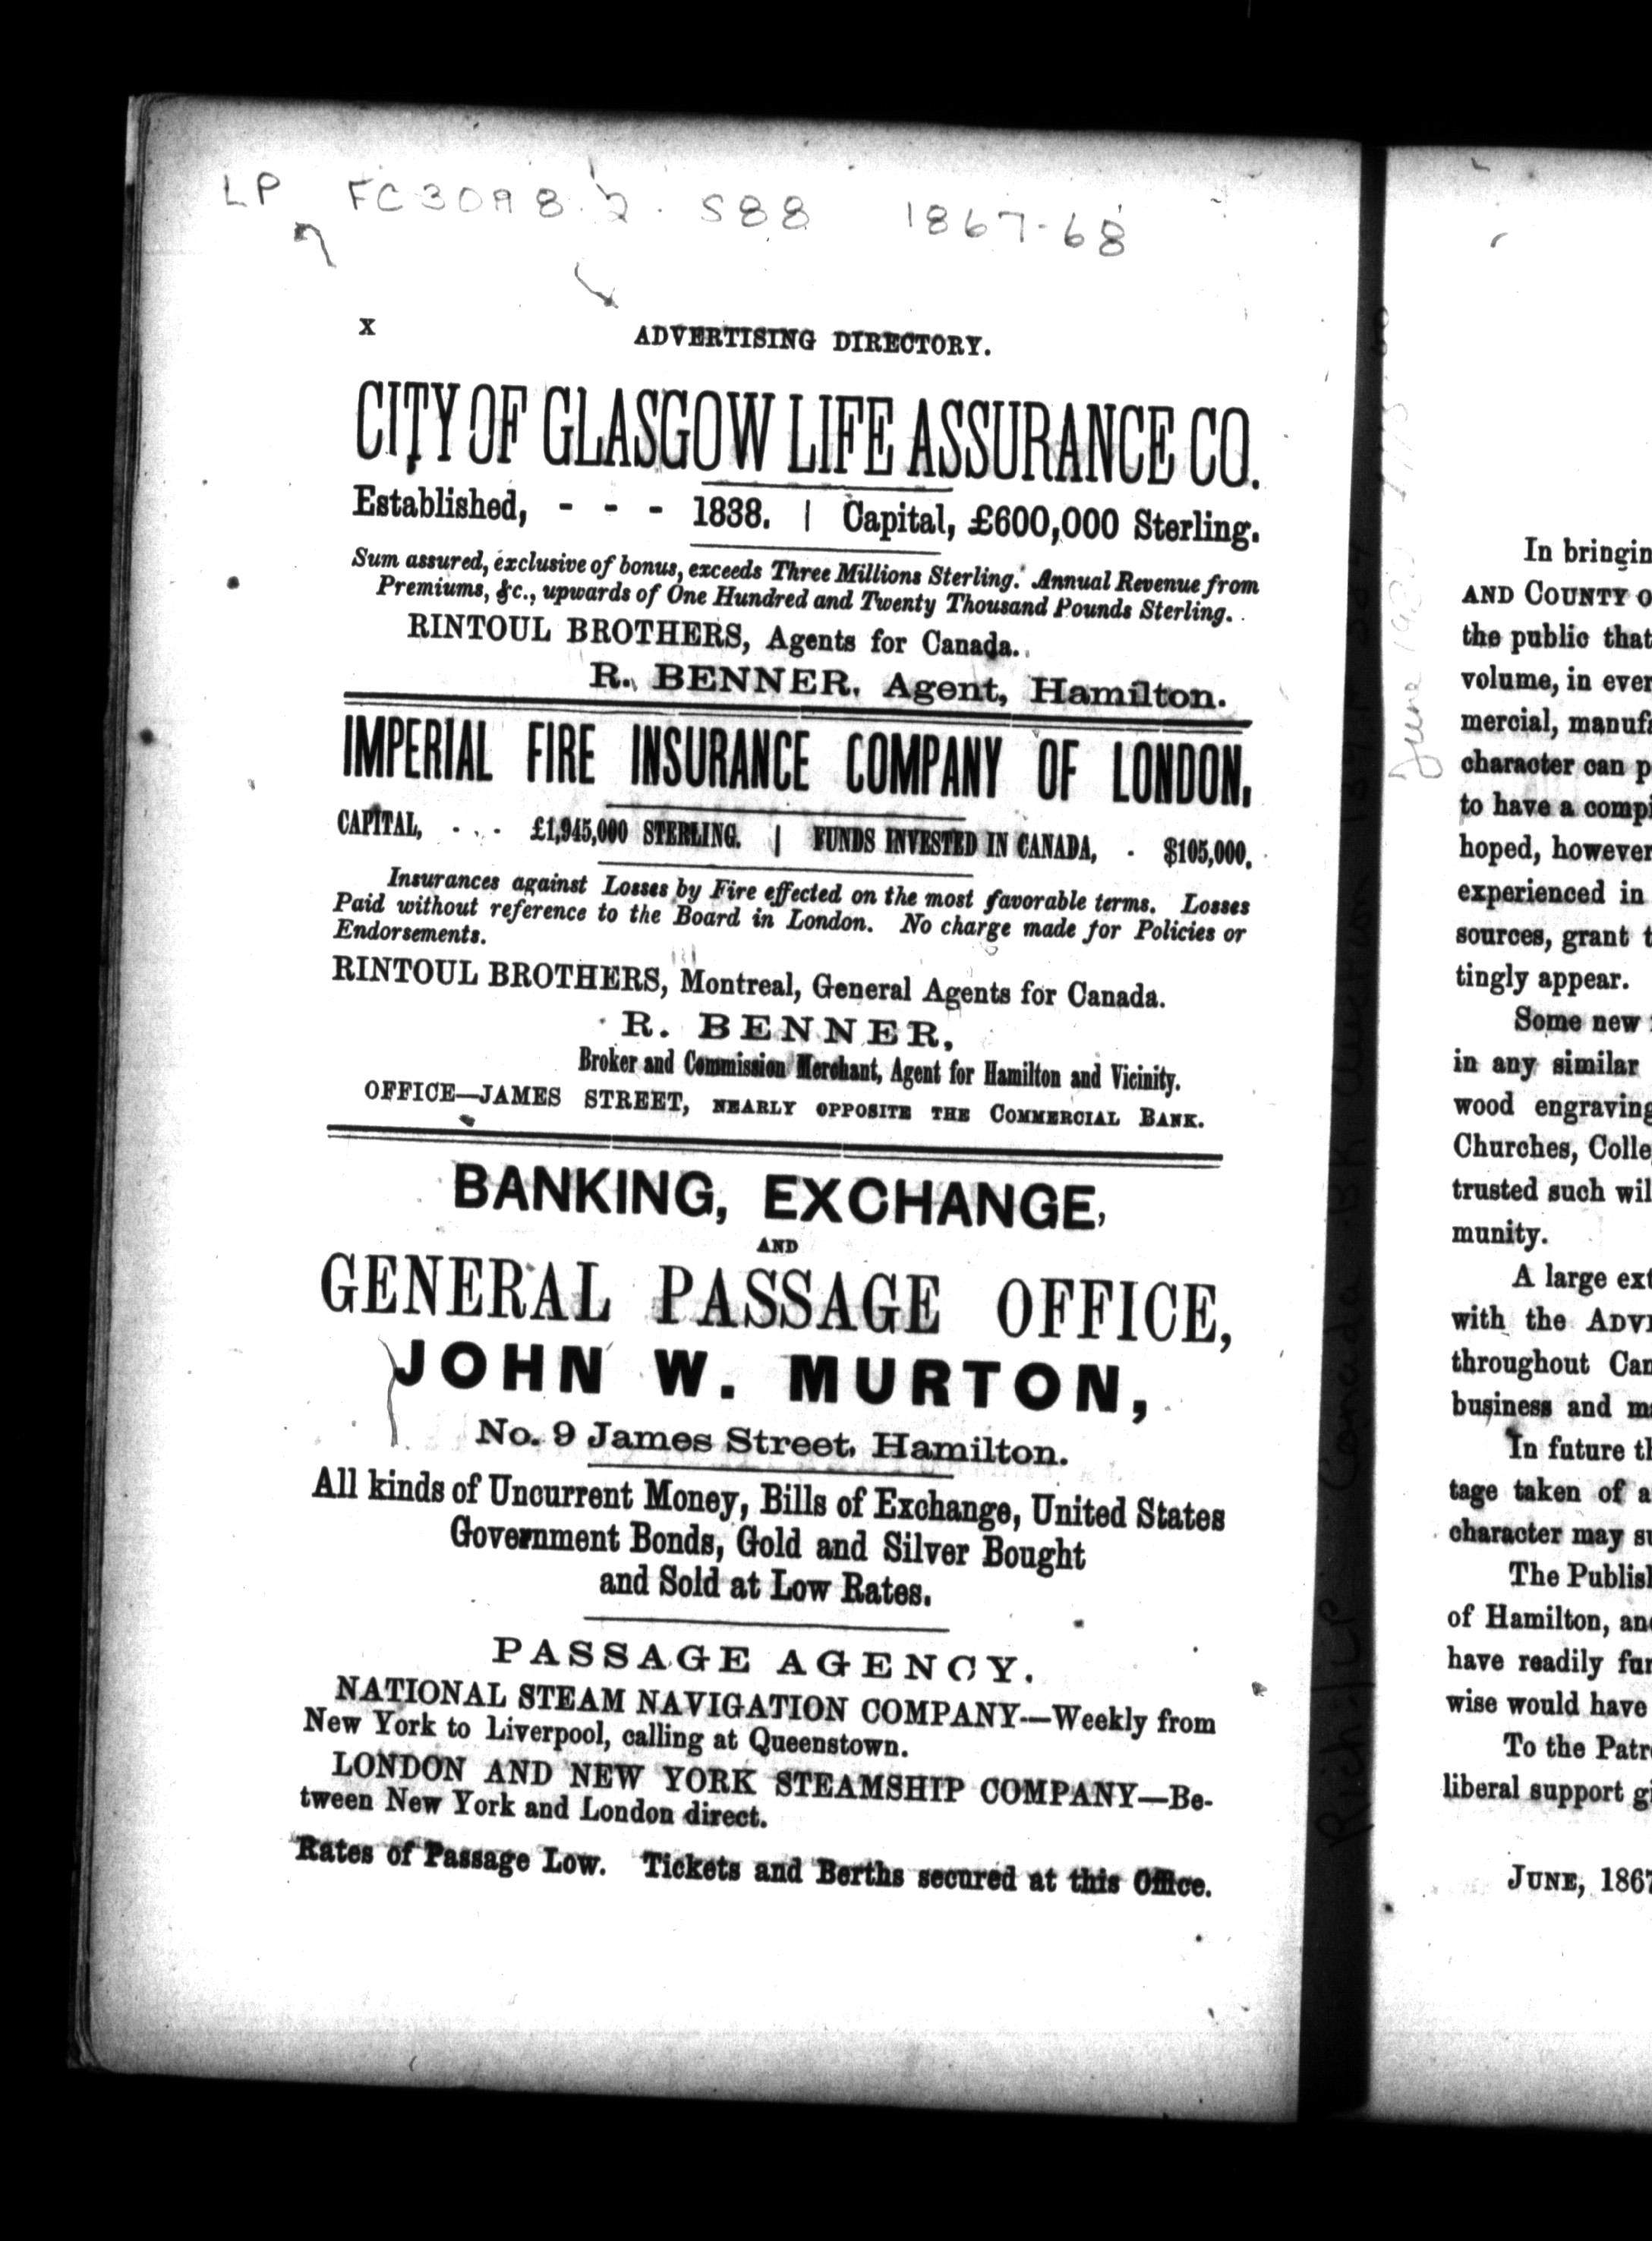 LP FC3098.2.S88 1867-68
X ADVERTISING DIRECTORY.
CITY OF GLASGOW LIFE ASSURANCE CO.
Established, - - - 1838. | Capital, £600,000 Sterling.
Sum assured, exclusive of bonus, exceeds Three Millions Sterling. Annual Revenue from
Premiums, &c., upwards of One Hundred and Twenty Thousand Pounds Sterling.
RINTOUL BROTHERS, Agents for Canada.
R. BENNER, Agent, Hamilton.
IMPERIAL FIRE INSURANCE COMPANY OF LONDON,
CAPITAL, - - - £1,945,000 STERLING. | FUNDS INVESTED IN CANADA, - $105,000.
Insurances against Losses by Fire effected on the most favorable terms. Losses
Paid without reference to the Board in London. No charge made for Policies or
Endorsements.
RINTOUL BROTHERS, Montreal, General Agents for Canada.
R. BENNER,
Broker and Commission Merchant, Agent for Hamilton and Vicinity.
OFFICE—JAMES STREET, NEARLY OPPOSITE THE COMMERCIAL BANK.
BANKING, EXCHANGE,
AND
GENERAL PASSAGE OFFICE,
JOHN W. MURTON,
No. 9 James Street, Hamilton.
All kinds of Uncurrent Money, Bills of Exchange, United States
Government Bonds, Gold and Silver Bought
and Sold at Low Rates.
PASSAGE AGENCY.
NATIONAL STEAM NAVIGATION COMPANY—Weekly from
New York to Liverpool, calling at Queenstown.
LONDON AND NEW YORK STEAMSHIP COMPANY—Be-
tween New York and London direct.
Rates of Passage Low. Tickets and Berths secured at this Office.
In bringin
AND COUNTY O
the public that
volume, in ever
mercial, manuf
character can p
to have a compl
hoped, however
experienced in
sources, grant t
tingly appear.
Some new
in any similar
wood engraving
Churches, Colle
trusted such wil
munity.
A large ext
with the ADV
throughout Can
business and ma
In future th
tage taken of a
character may su
The Publis
of Hamilton, an
have readily fur
wise would have
To the Patr
liberal support g
JUNE, 1867
June